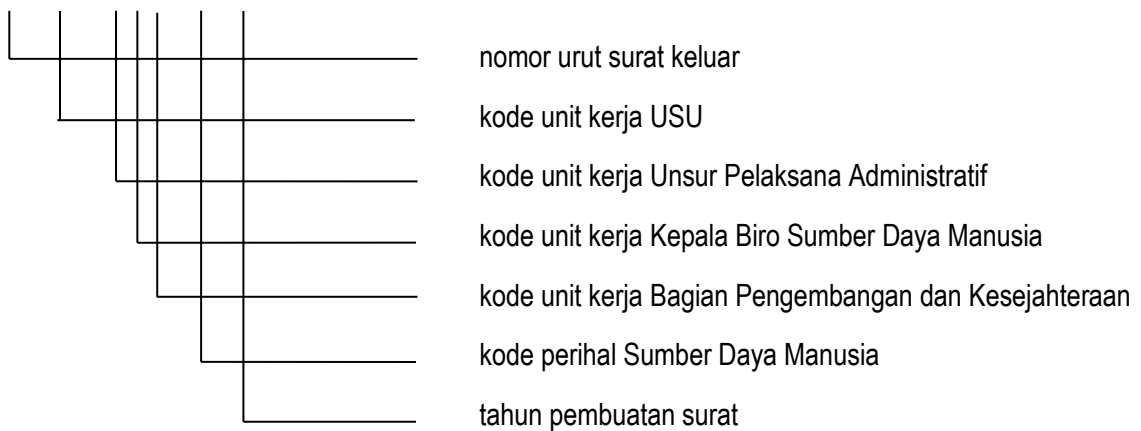 nomor urut surat keluar
kode unit kerja USU
kode unit kerja Unsur Pelaksana Administratif
kode unit kerja Kepala Biro Sumber Daya Manusia
kode unit kerja Bagian Pengembangan dan Kesejahteraan
kode perihal Sumber Daya Manusia
tahun pembuatan surat